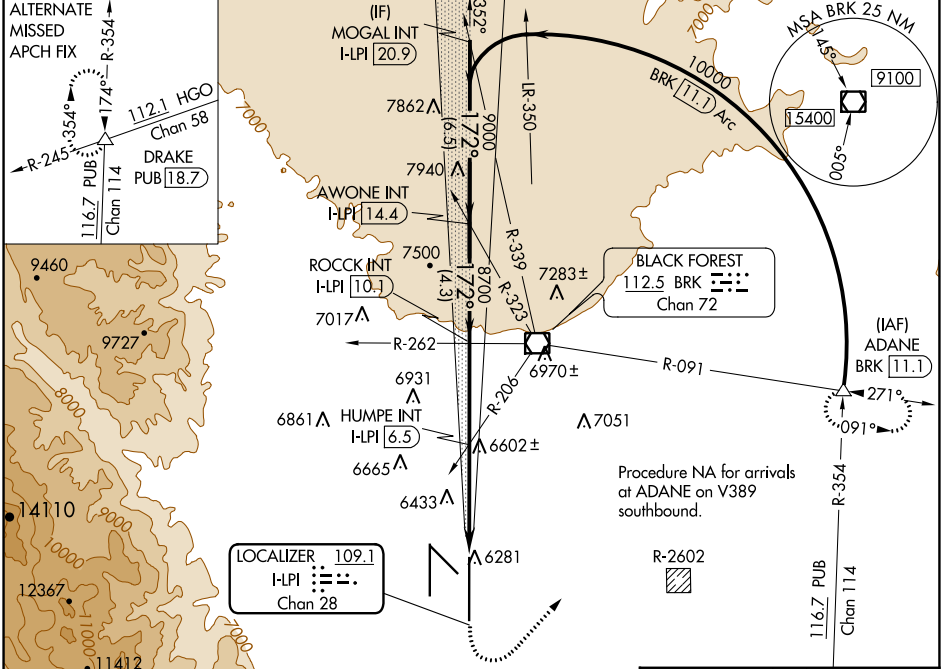 ALTERNATE
MISSED
APCH FIX
R-354
174°
354°
112.1 HGO
Chan 58
R-245
DRAKE
PUB 18.7
116.7 PUB
Chan 114
352°
(IF)
MOGAL INT
I-LPI 20.9
7000
7862
172°
(6.5)
9000
LR-350
7940
AWONE INT
I-LPI 14.4
10000
BRK 11.1 Arc
MSA BRK 25 NM
145°
9100
15400
005°
7000
9460
9727
7500
ROCCK INT
I-LPI 10.1
7017
172°
(4.3)
8700
R-339
R-323
7283±
BLACK FOREST
112.5 BRK
Chan 72
R-262
6970±
R-091
(IAF)
ADANE
BRK 11.1
271°
091°
8000
6931
6861
HUMPE INT
I-LPI 6.5
R-206
6602±
7051
6665
6433
Procedure NA for arrivals
at ADANE on V389
southbound.
R-354
14110
9000
10000
12367
11000
11412
7000
LOCALIZER 109.1
I-LPI
Chan 28
6281
R-2602
116.7 PUB
Chan 114